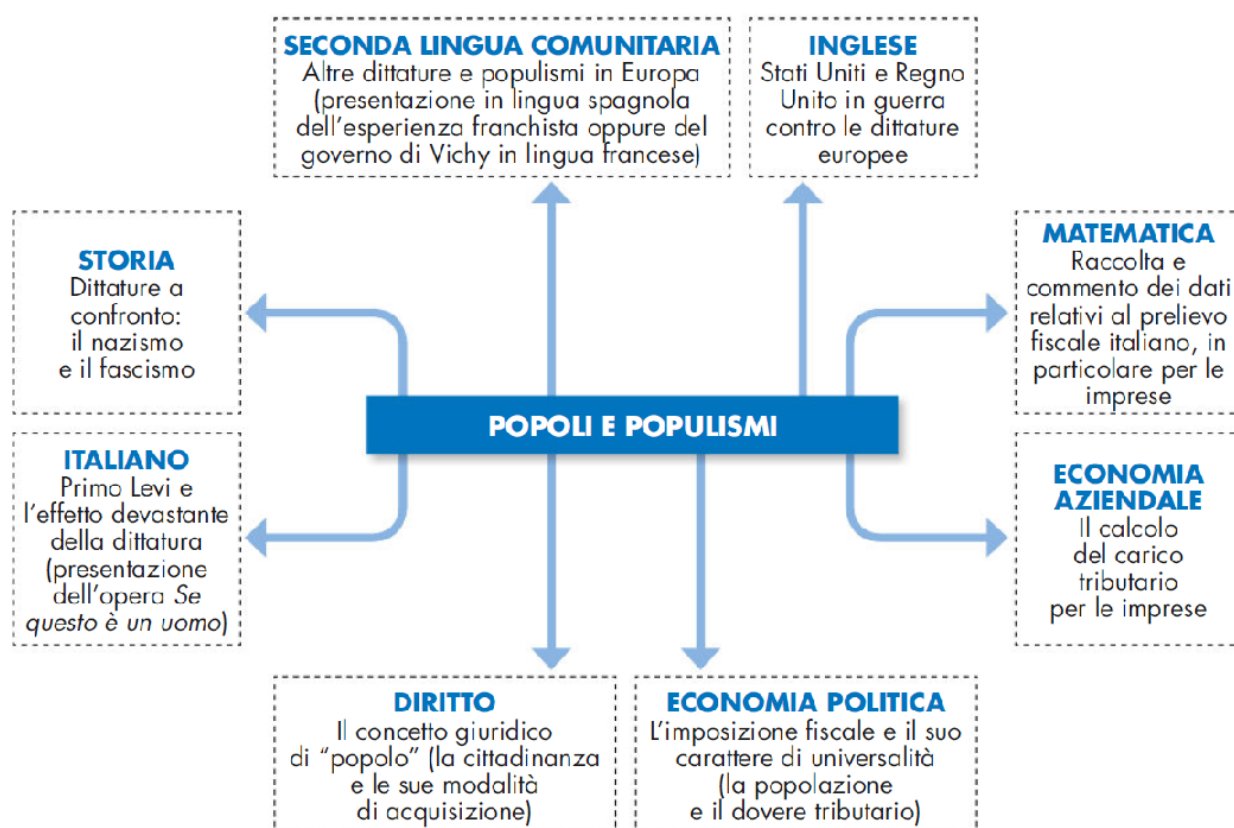 SECONDA LINGUA COMUNITARIA
Altre dittature e populismi in Europa
(presentazione in lingua spagnola
dell'esperienza franchista oppure del
governo di Vichy in lingua francese)
INGLESE
Stati Uniti e Regno
Unito in guerra
contro le dittature
europee
STORIA
Dittature a
confronto:
il nazismo
e il fascismo
MATEMATICA
Raccolta e
commento dei dati
relativi al prelievo
fiscale italiano, in
particolare per le
imprese
POPOLI E POPULISMI
ITALIANO
Primo Levi e
l'effetto devastante
della dittatura
(presentazione
dell'opera Se
questo è un uomo)
ECONOMIA
AZIENDALE
Il calcolo
del carico
tributario
per le imprese
DIRITTO
Il concetto giuridico
di "popolo" (la cittadinanza
e le sue modalità
di acquisizione)
ECONOMIA POLITICA
L'imposizione fiscale e il suo
carattere di universalità
(la popolazione
e il dovere tributario)